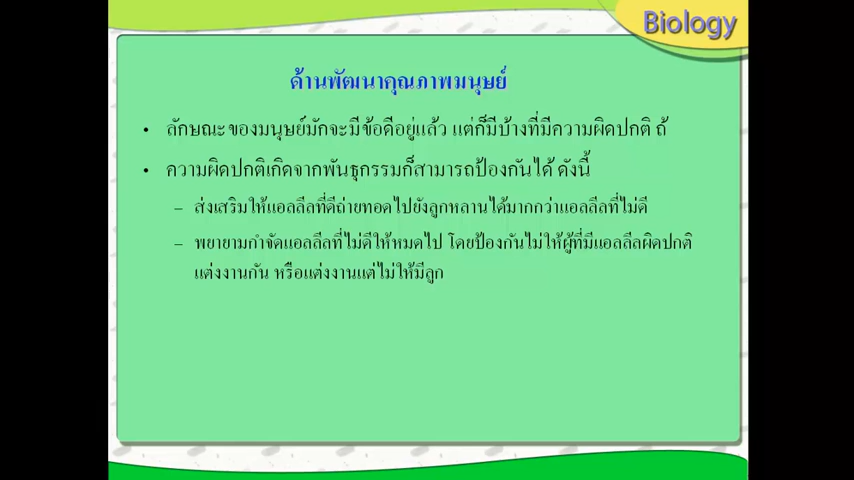 Biology
ด้านพัฒนาคุณภาพมนุษย์
• ลักษณะของมนุษย์มักจะมีข้อดีอยู่แล้ว แต่ก็มีบ้างที่มีความผิดปกติ ถ้
• ความผิดปกติเกิดจากพันธุกรรมก็สามารถป้องกันได้ ดังนี้
– ส่งเสริมให้แอลลีลที่ดีถ่ายทอดไปยังลูกหลานได้มากกว่าแอลลีลที่ไม่ดี
– พยายามกำจัดแอลลีลที่ไม่ดีให้หมดไป โดยป้องกันไม่ให้ผู้ที่มีแอลลีลผิดปกติ
แต่งงานกัน หรือแต่งงานแต่ไม่ให้มีลูก